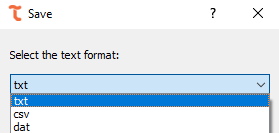 Save
Select the text format:
txt
txt
csv
dat